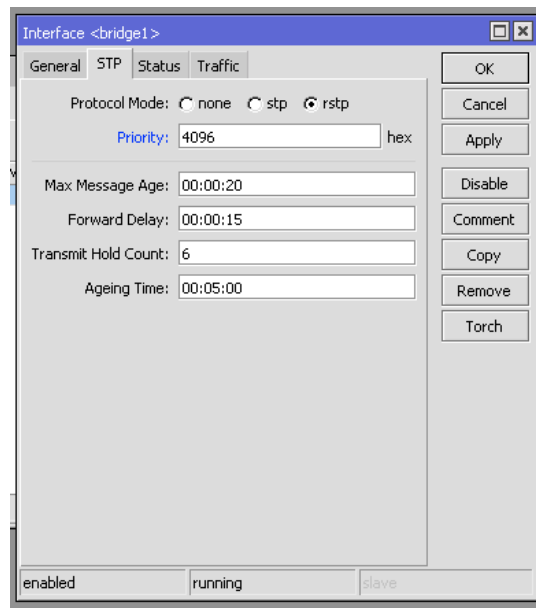 Interface <bridge1>
General STP Status Traffic
OK
Protocol Mode: none stp rstp
Cancel
Priority: 4096 hex
Apply
Max Message Age: 00:00:20
Disable
Forward Delay: 00:00:15
Comment
Transmit Hold Count: 6
Copy
Ageing Time: 00:05:00
Remove
Torch
enabled running slave